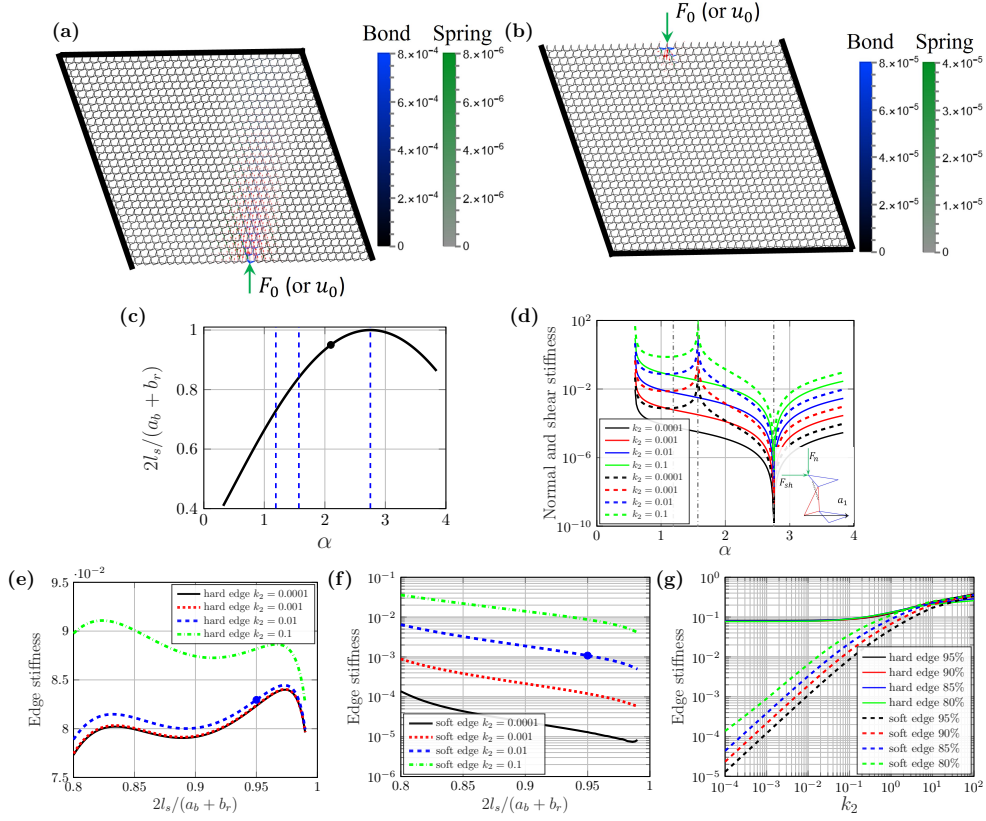 (a)
F₀ (or u₀)
Bond
Spring
8.×10⁻⁴
6.×10⁻⁴
4.×10⁻⁴
2.×10⁻⁴
0
8.×10⁻⁶
6.×10⁻⁶
4.×10⁻⁶
2.×10⁻⁶
0
(b)
F₀ (or u₀)
Bond
Spring
8.×10⁻⁵
6.×10⁻⁵
4.×10⁻⁵
2.×10⁻⁵
0
4.×10⁻⁵
3.×10⁻⁵
2.×10⁻⁵
1.×10⁻⁵
0
(c)
2lₛ/(a_b + b_r)
1
0.8
0.6
0.4
0 1 2 3 4
α
(d)
Normal and shear stiffness
10²
10⁻²
10⁻⁶
10⁻¹⁰
k₂ = 0.0001
k₂ = 0.001
k₂ = 0.01
k₂ = 0.1
k₂ = 0.0001
k₂ = 0.001
k₂ = 0.01
k₂ = 0.1
Fₙ
F_sh
a₁
0 1 2 3 4
α
(e)
·10⁻²
Edge stiffness
9.5
9
8.5
8
7.5
hard edge k₂ = 0.0001
hard edge k₂ = 0.001
hard edge k₂ = 0.01
hard edge k₂ = 0.1
0.8 0.85 0.9 0.95 1
2lₛ/(a_b + b_r)
(f)
Edge stiffness
10⁻¹
10⁻²
10⁻³
10⁻⁴
10⁻⁵
10⁻⁶
soft edge k₂ = 0.0001
soft edge k₂ = 0.001
soft edge k₂ = 0.01
soft edge k₂ = 0.1
0.8 0.85 0.9 0.95 1
2lₛ/(a_b + b_r)
(g)
Edge stiffness
10⁰
10⁻¹
10⁻²
10⁻³
10⁻⁴
10⁻⁵
hard edge 95%
hard edge 90%
hard edge 85%
hard edge 80%
soft edge 95%
soft edge 90%
soft edge 85%
soft edge 80%
10⁻⁴ 10⁻³ 10⁻² 10⁻¹ 10⁰ 10¹ 10²
k₂